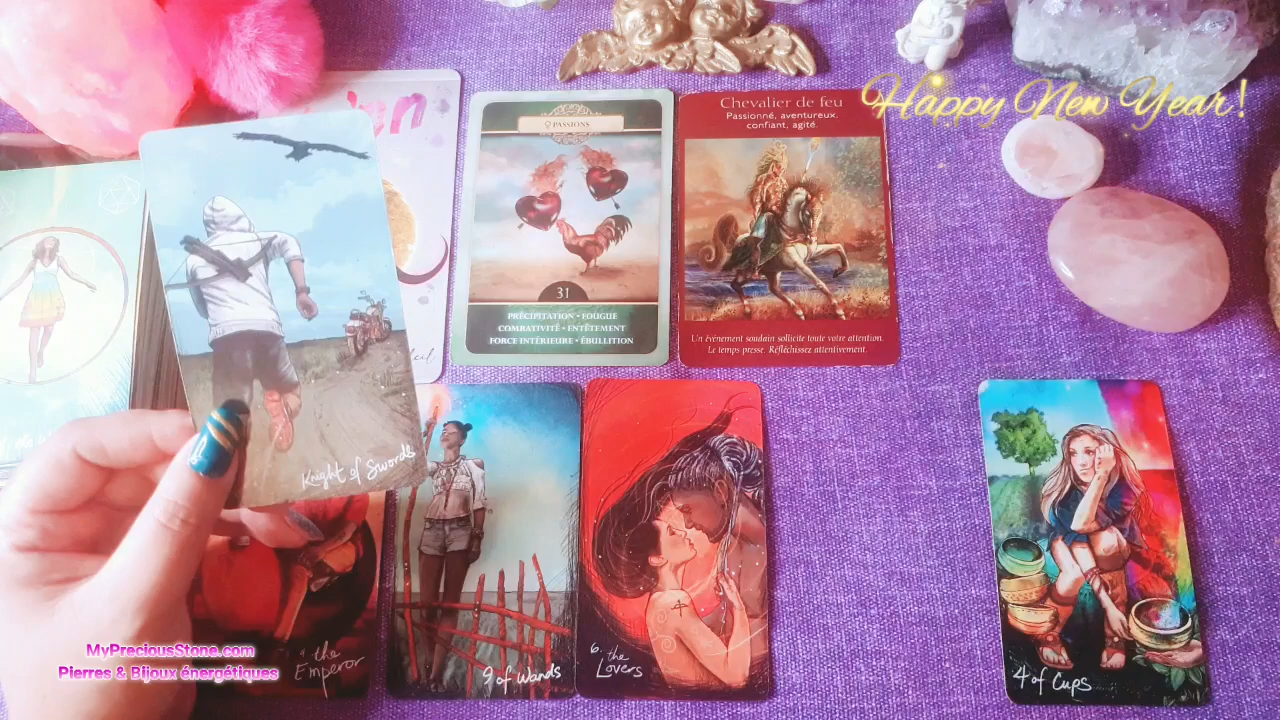 Happy New Year!
PASSIONS
31
PRÉCIPITATION • FOUGUE
COMBATIVITÉ • ENTÊTEMENT
FORCE INTÉRIEURE • ÉBULLITION
Chevalier de feu
Passionné, aventureux,
confiant, agité.
Un événement soudain sollicite toute votre attention.
Le temps presse. Réfléchissez attentivement.
Knight of Swords
the
Emperor
9 of Wands
6. the
Lovers
4 of Cups
MyPreciousStone.com
Pierres & Bijoux énergétiques